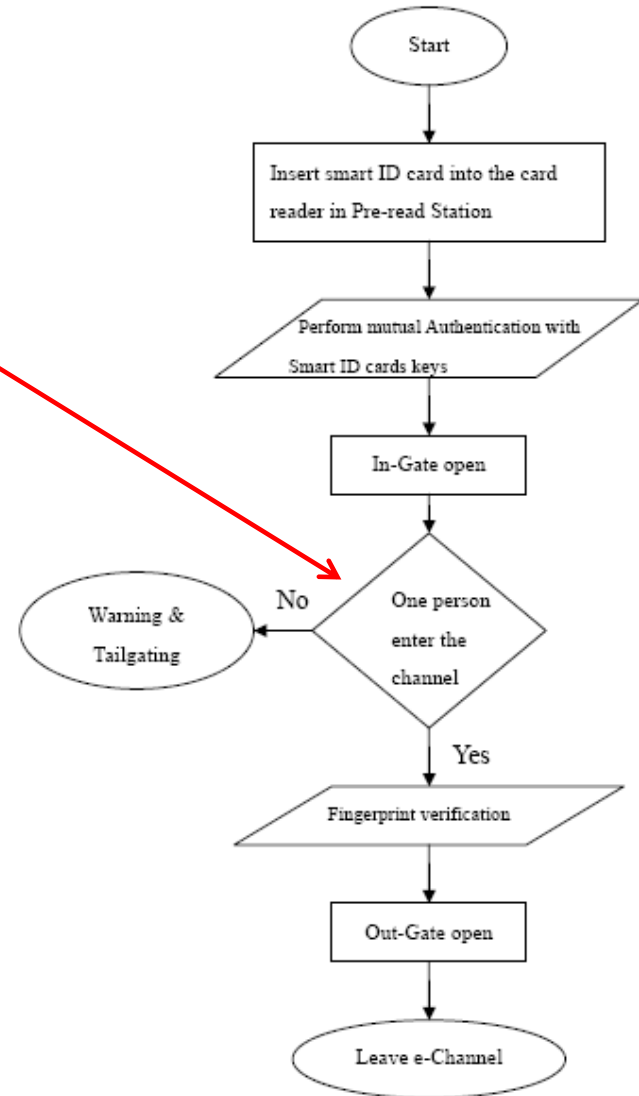 Start
Insert smart ID card into the card
reader in Pre-read Station
Perform mutual Authentication with
Smart ID cards keys
In-Gate open
One person
enter the
channel
No
Warning &
Tailgating
Yes
Fingerprint verification
Out-Gate open
Leave e-Channel